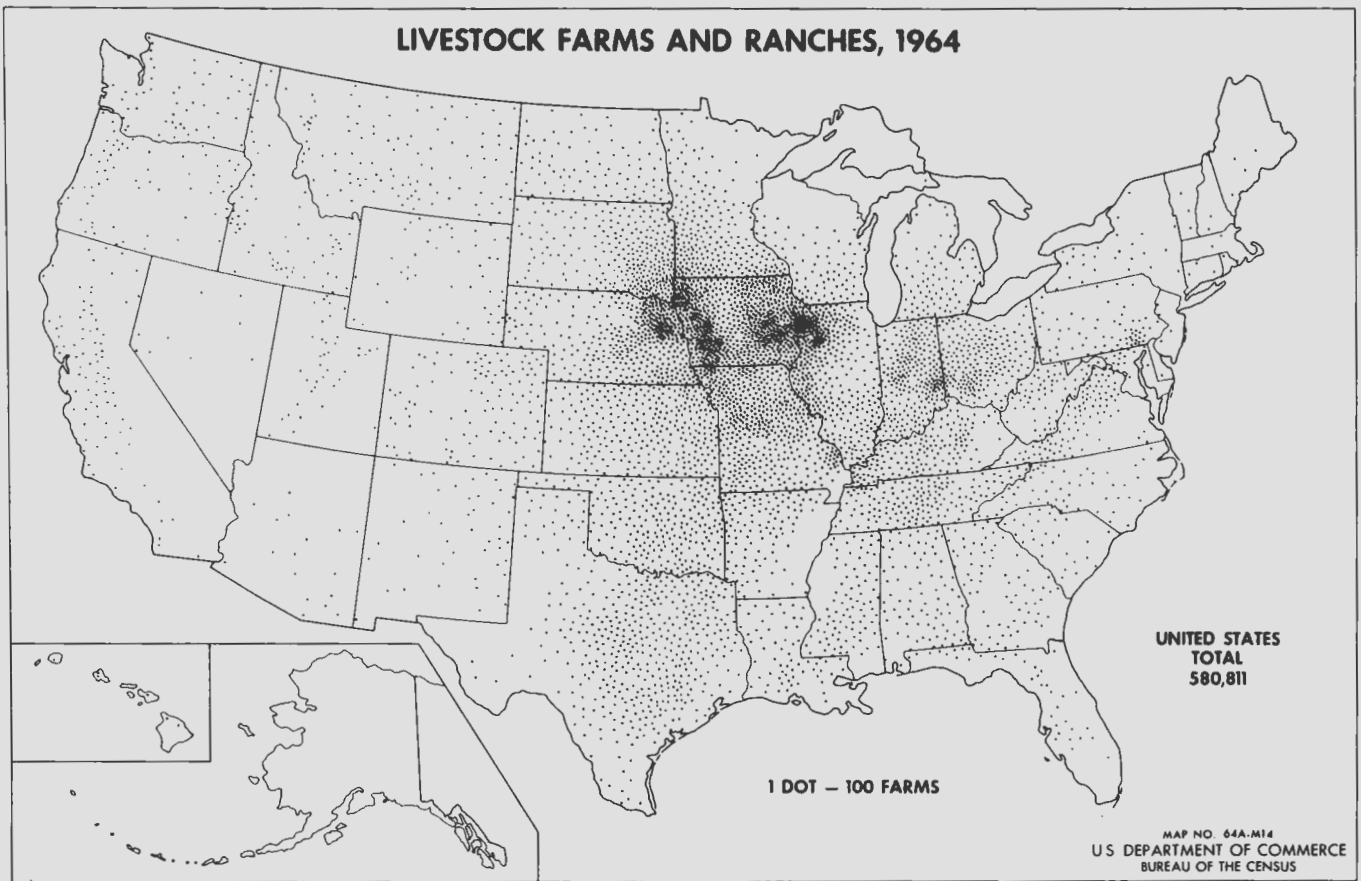 LIVESTOCK FARMS AND RANCHES, 1964
UNITED STATES
TOTAL
580,811
1 DOT – 100 FARMS
MAP NO. 64A-M14
US DEPARTMENT OF COMMERCE
BUREAU OF THE CENSUS